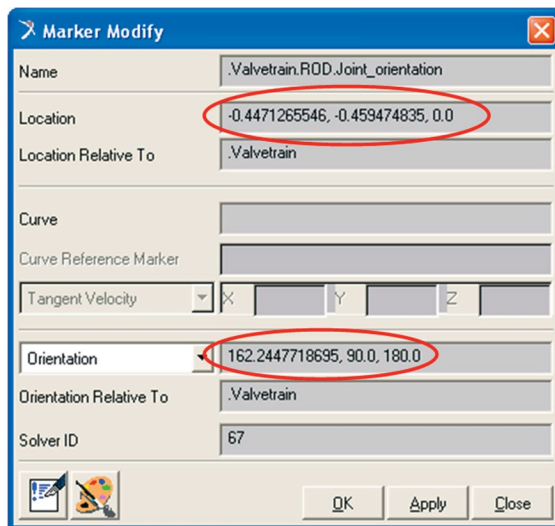 Marker Modify
Name .Valvetrain.ROD.Joint_orientation
Location -0.4471265546, -0.459474835, 0.0
Location Relative To .Valvetrain
Curve
Curve Reference Marker
Tangent Velocity X Y Z
Orientation 162.2447718695, 90.0, 180.0
Orientation Relative To .Valvetrain
Solver ID 67
OK Apply Close